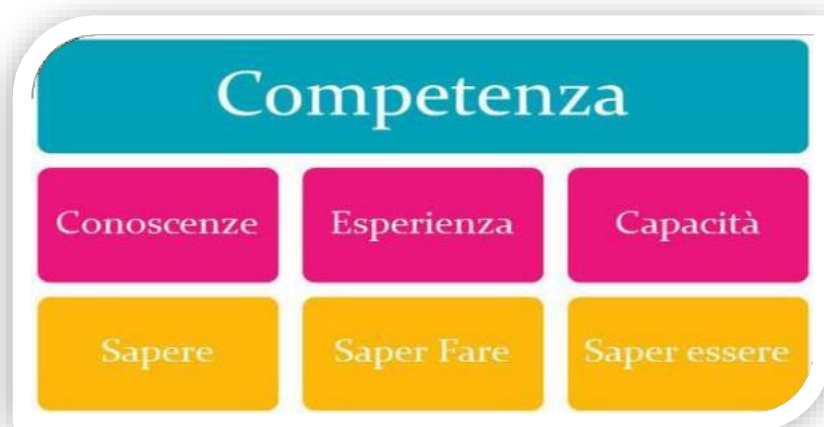 Competenza
Conoscenze
Esperienza
Capacità
Sapere
Saper Fare
Saper essere